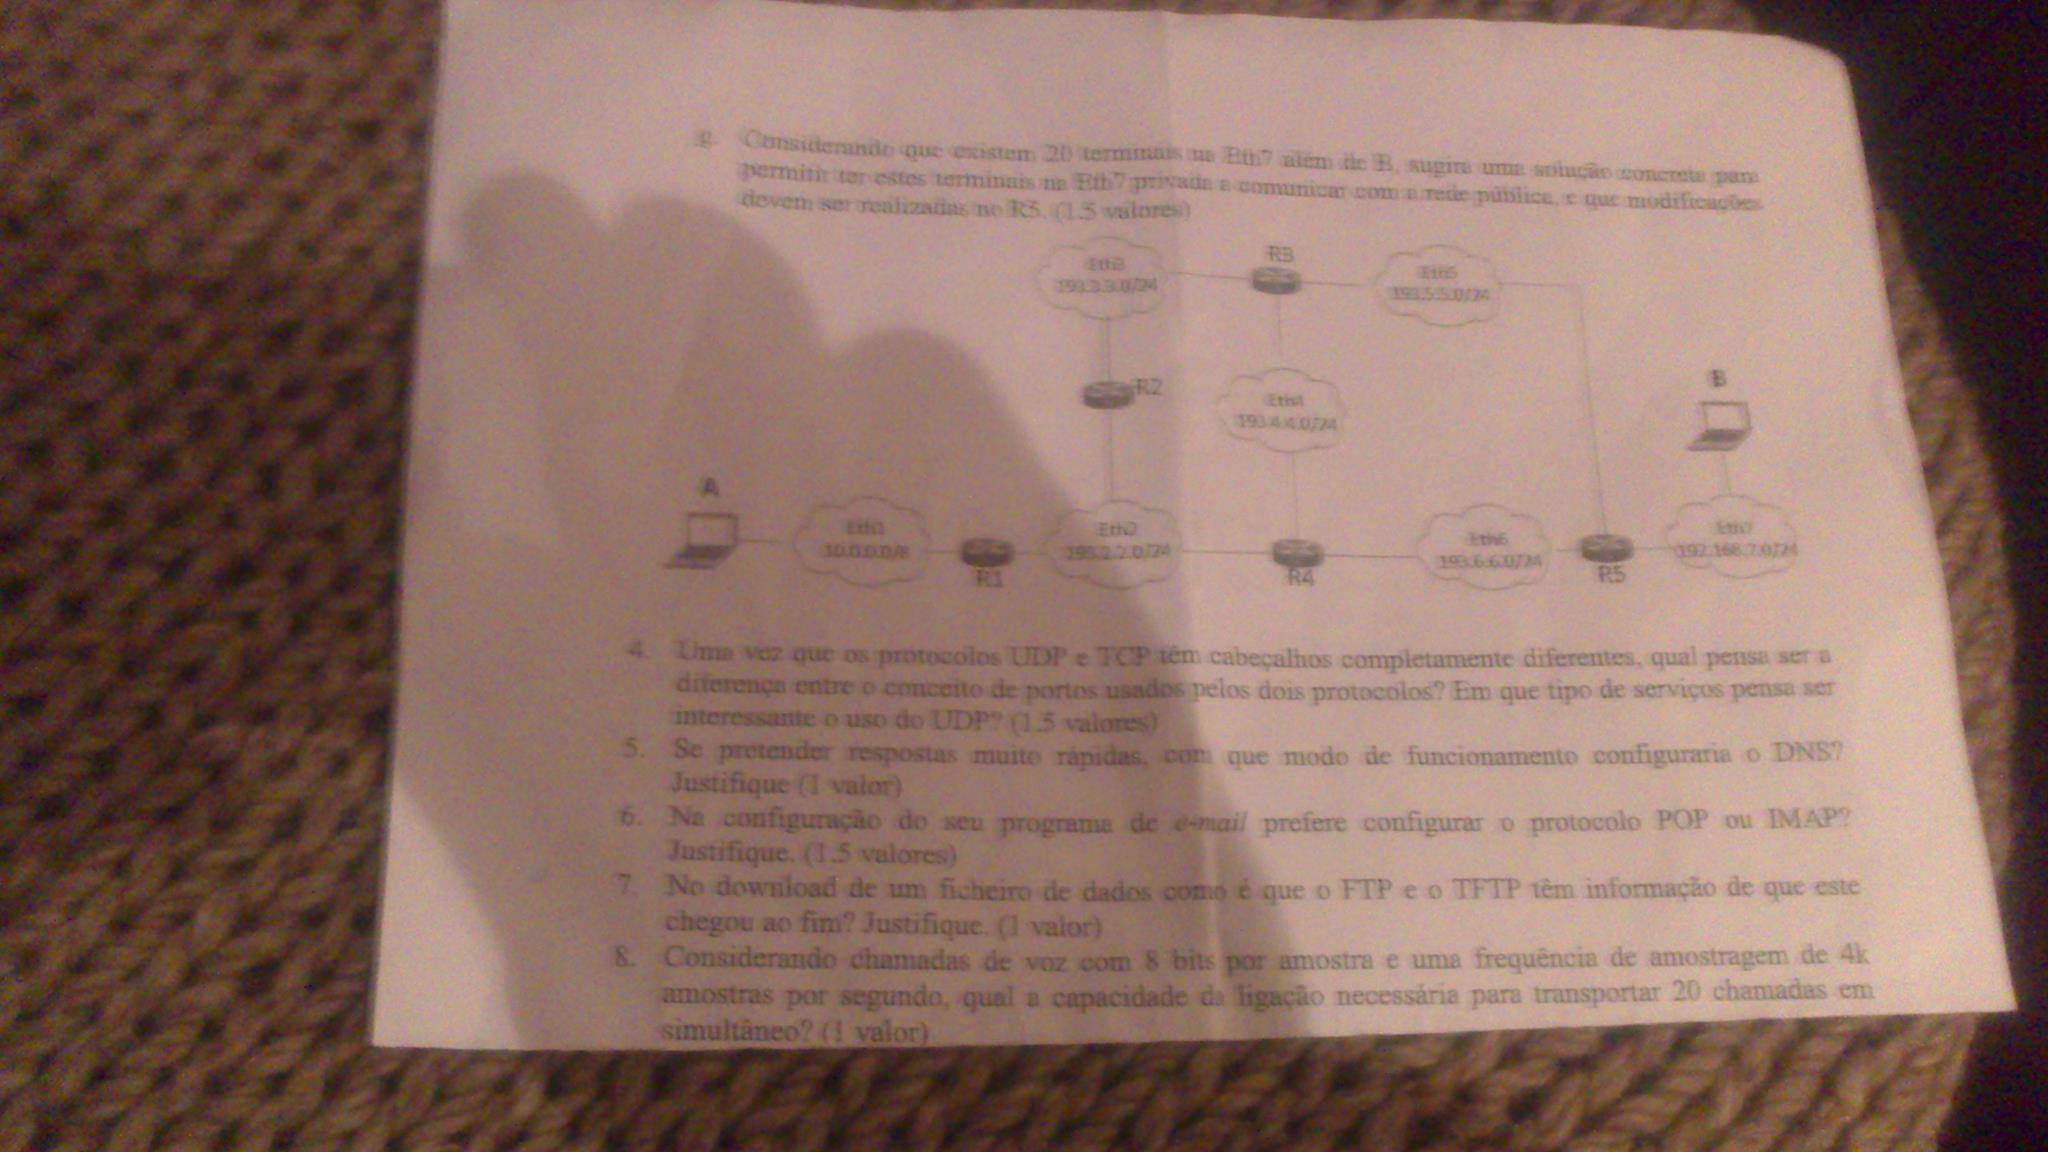 g. Considerando que existem 20 terminais na Eth7 além de B, sugira uma solução concreta para
permitir ter estes terminais na Eth7 privada a comunicar com a rede pública, e que modificações
devem ser realizadas no R5. (1.5 valores)
Eth3
193.3.3.0/24
R3
Eth5
193.5.5.0/24
R2
Eth4
193.4.4.0/24
B
A
Eth1
10.0.0.0/8
R1
Eth2
193.2.2.0/24
R4
Eth6
193.6.6.0/24
R5
Eth7
192.168.7.0/24
4. Uma vez que os protocolos UDP e TCP têm cabeçalhos completamente diferentes, qual pensa ser a
diferença entre o conceito de portos usados pelos dois protocolos? Em que tipo de serviços pensa ser
interessante o uso do UDP? (1.5 valores)
5. Se pretender respostas muito rápidas, com que modo de funcionamento configuraria o DNS?
Justifique (1 valor)
6. Na configuração do seu programa de e-mail prefere configurar o protocolo POP ou IMAP?
Justifique. (1.5 valores)
7. No download de um ficheiro de dados como é que o FTP e o TFTP têm informação de que este
chegou ao fim? Justifique. (1 valor)
8. Considerando chamadas de voz com 8 bits por amostra e uma frequência de amostragem de 4k
amostras por segundo, qual a capacidade da ligação necessária para transportar 20 chamadas em
simultâneo? (1 valor)